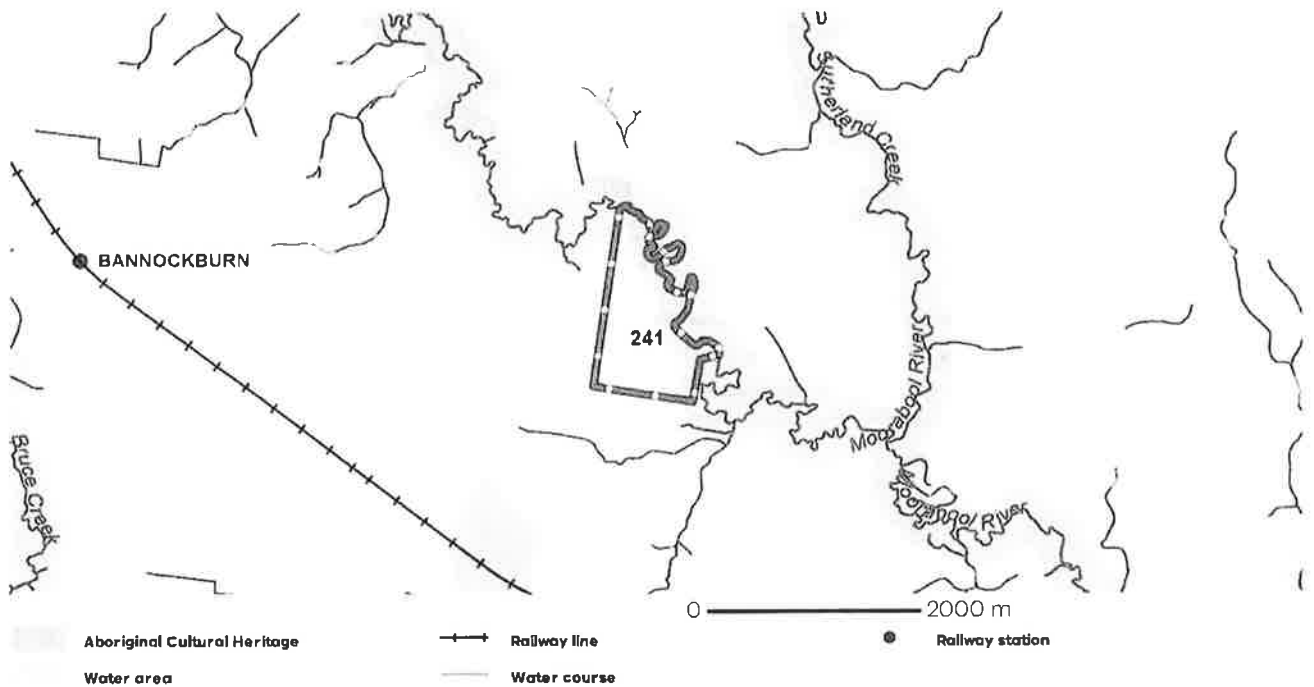 U
Sutherland Creek
BANNOCKBURN
241
Moorabool River
Moorabool River
Bruce Creek
0 2000 m
Aboriginal Cultural Heritage
Railway line
Railway station
Water area
Water course